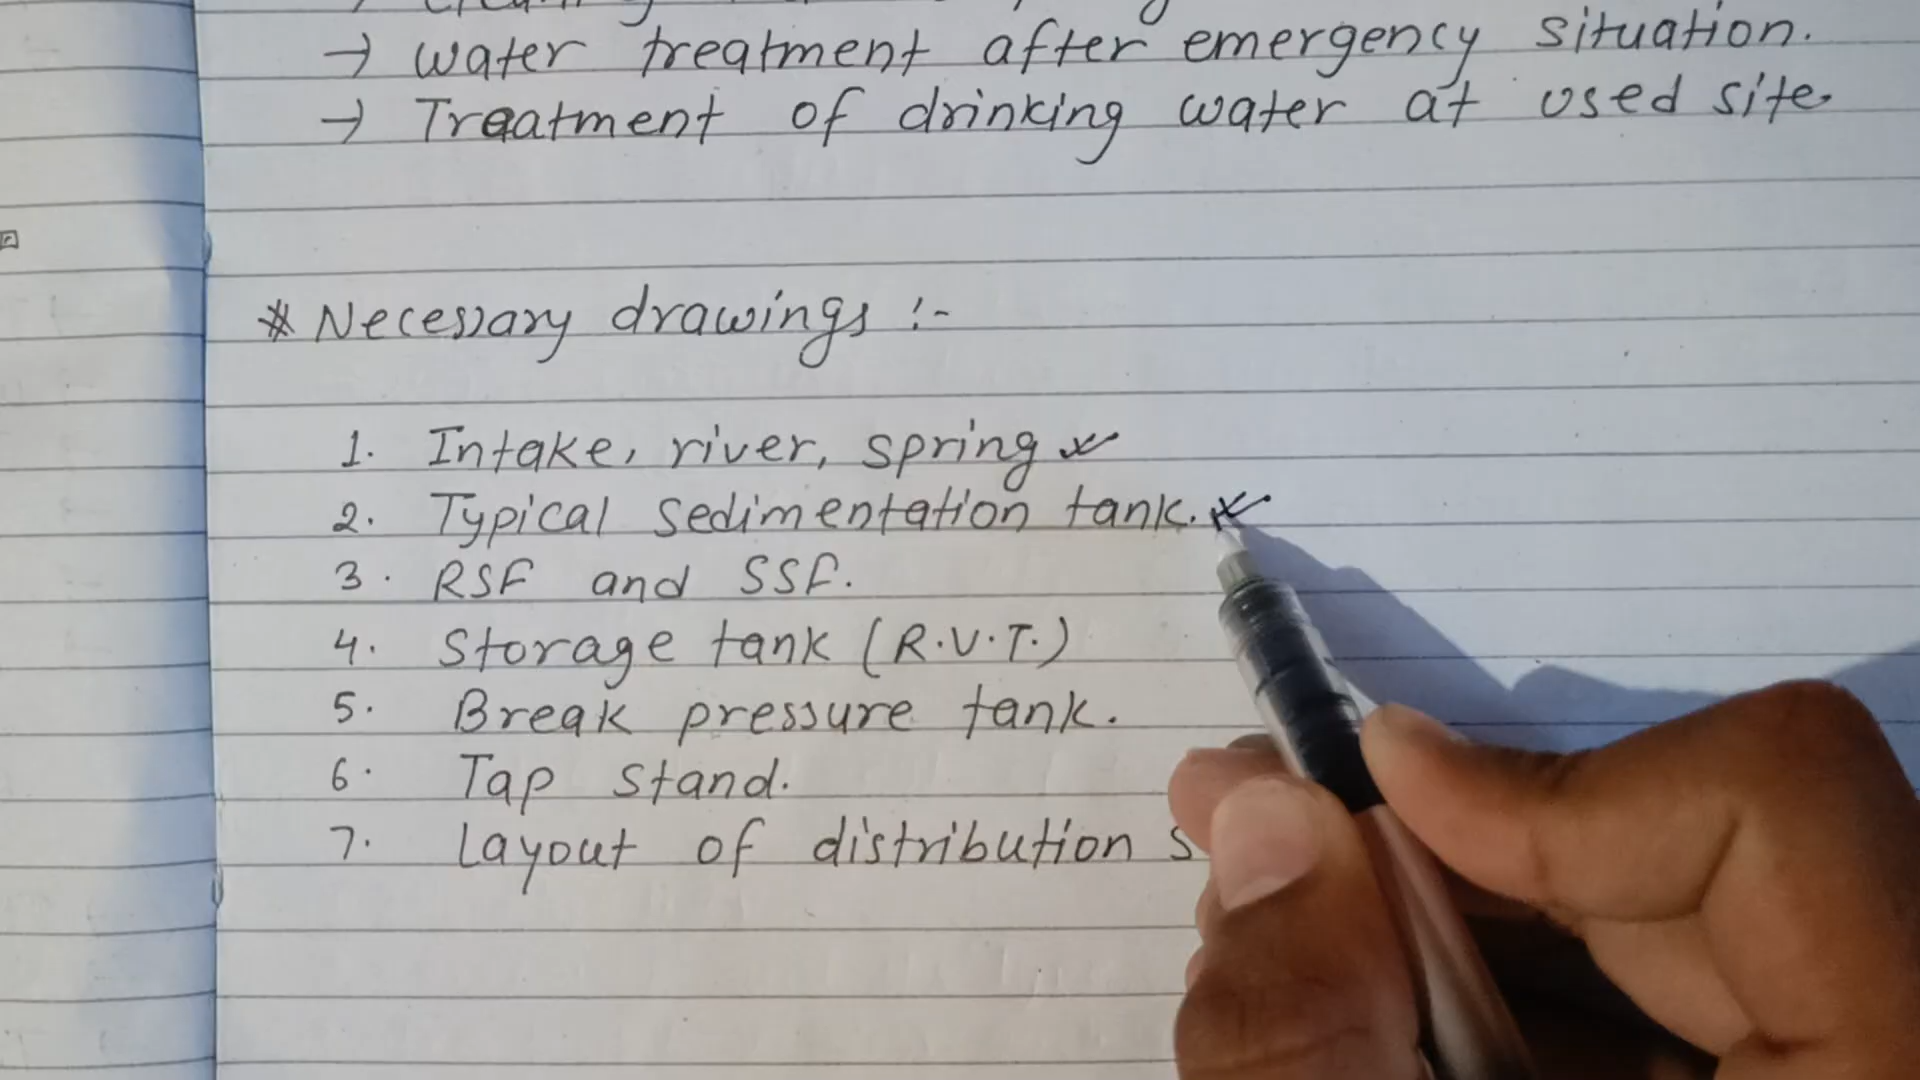 → water treatment after emergency situation.
→ Treatment of drinking water at used site.
* Necessary drawings :-
1. Intake, river, spring
2. Typical sedimentation tank.
3. RSF and SSF.
4. Storage tank (R.V.T.)
5. Break pressure tank.
6. Tap stand.
7. Layout of distribution s